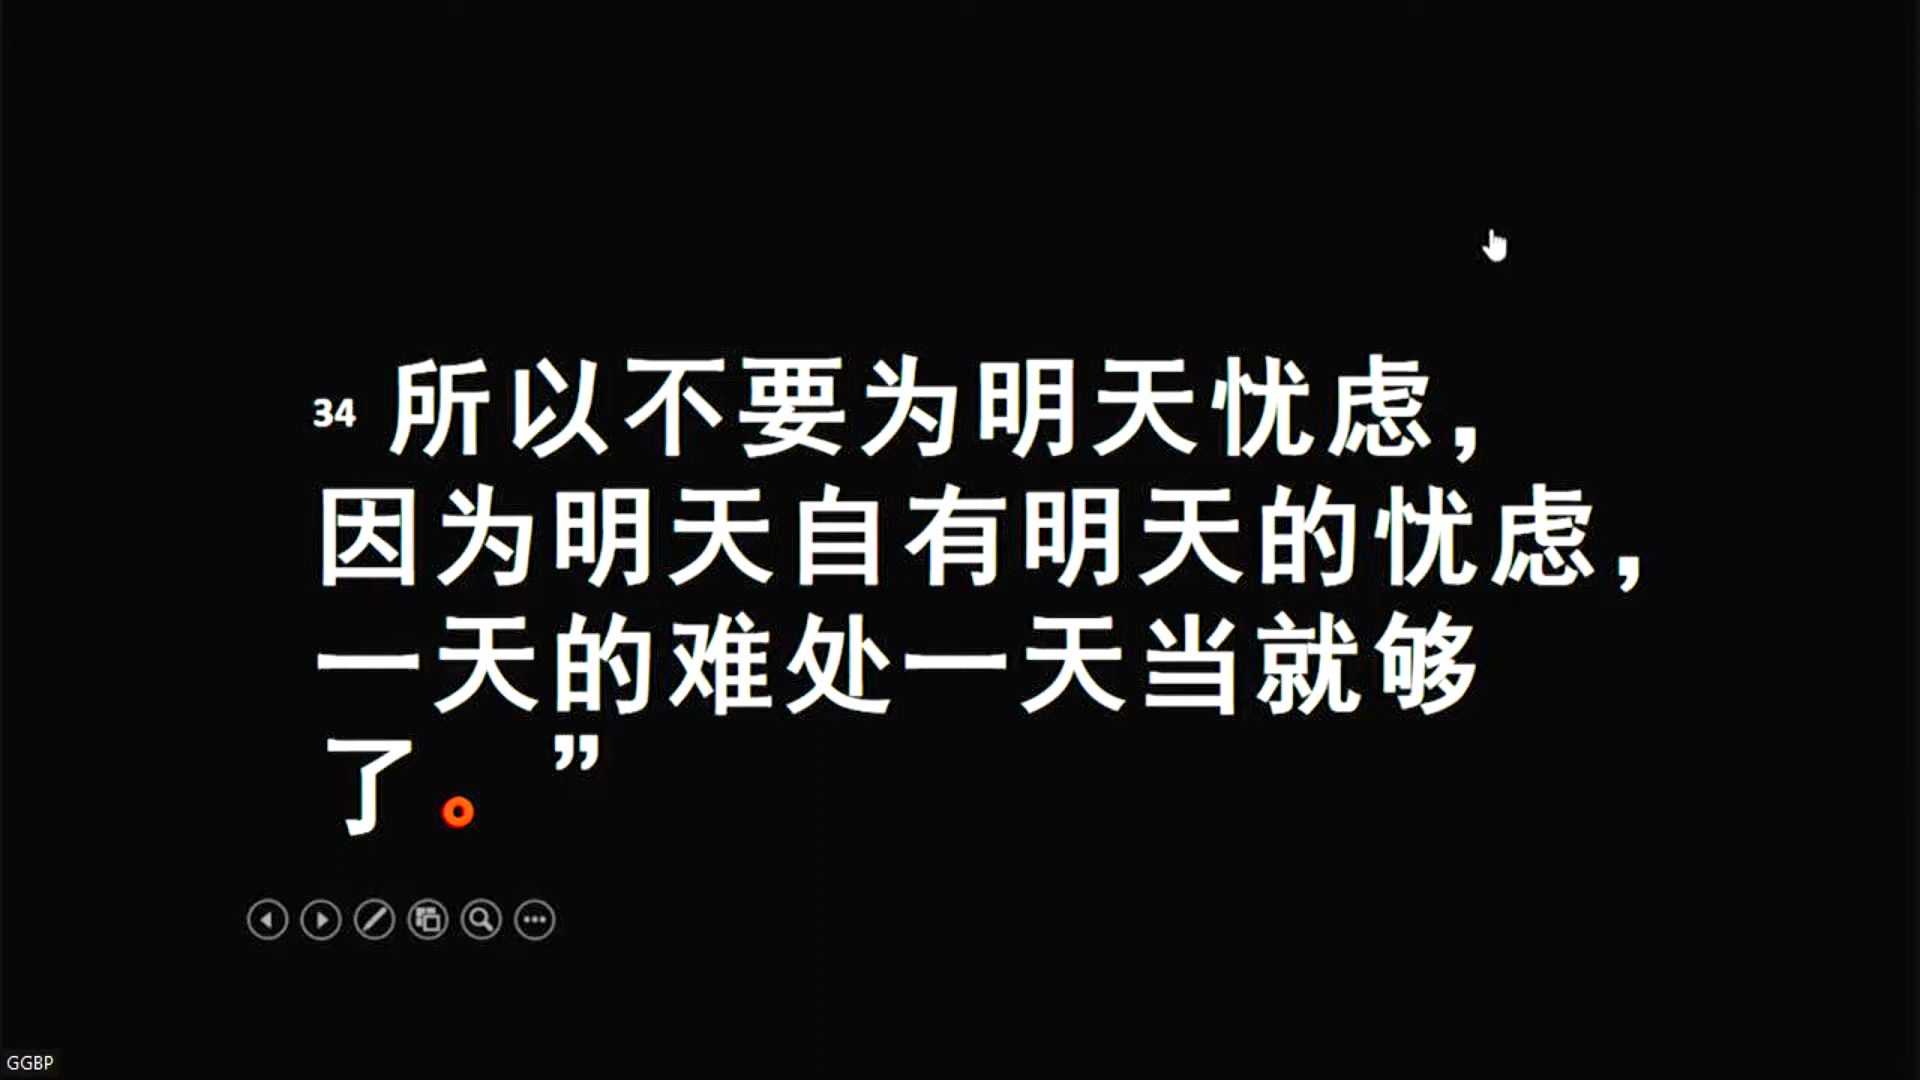 34 所以不要为明天忧虑，
因为明天自有明天的忧虑，
一天的难处一天当就够
了。”
GGBP